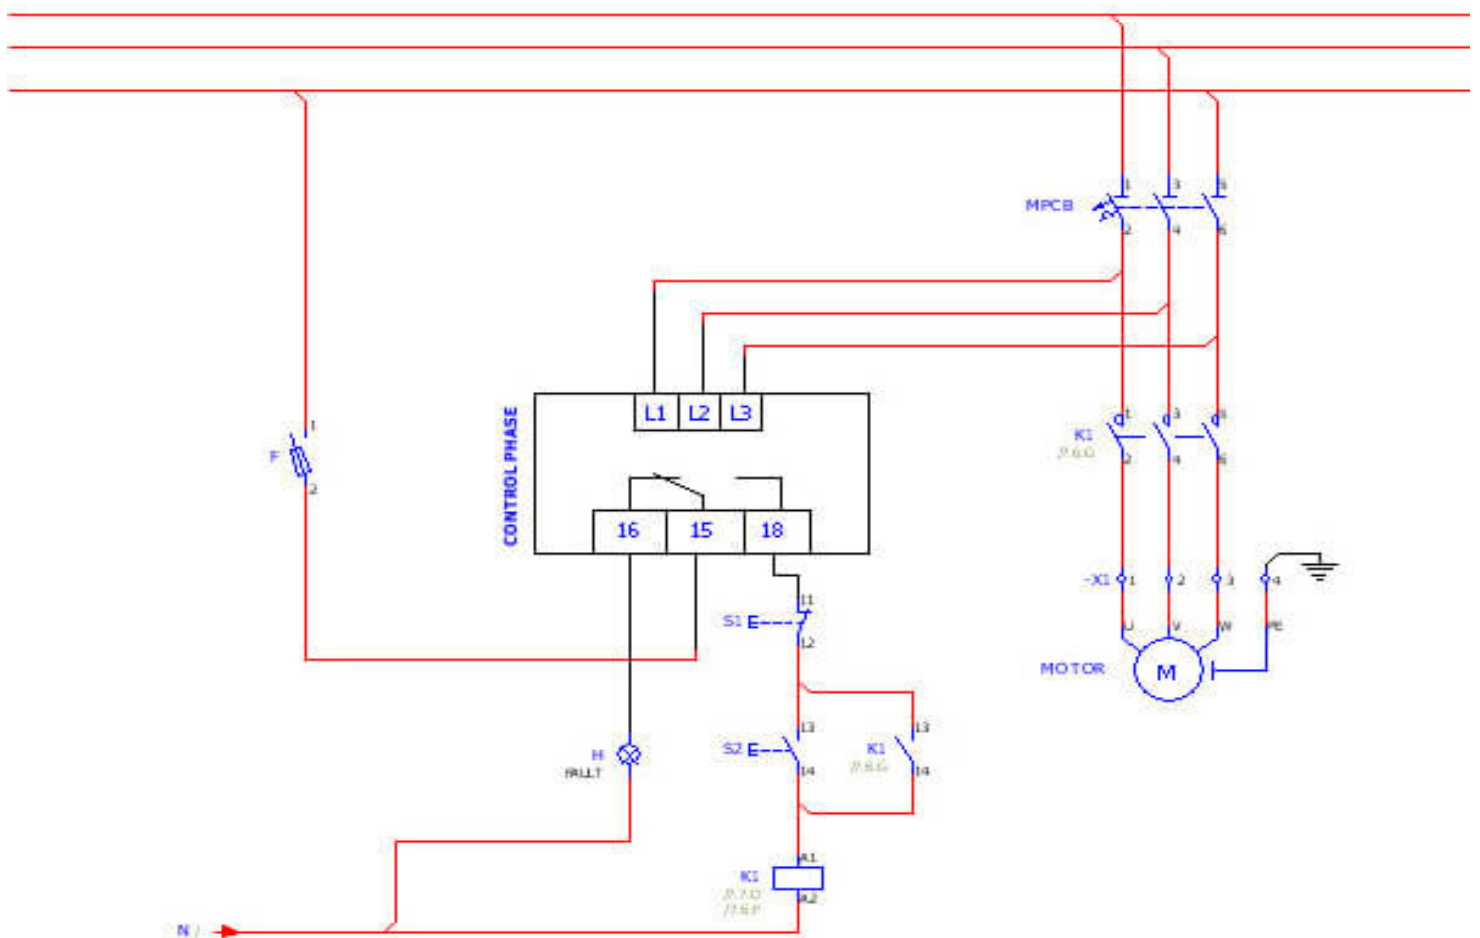 1 3 5
MPCB
2 4 6
CONTROL PHASE
L1 L2 L3
1
F
2
1 3 5
K1
2 4 6
16 15 18
-X1 1 2 3 4
11
S1
12
U V W PE
MOTOR M
13 13
S2 K1
14 14
H
FAULT
A1
K1
A2
N /